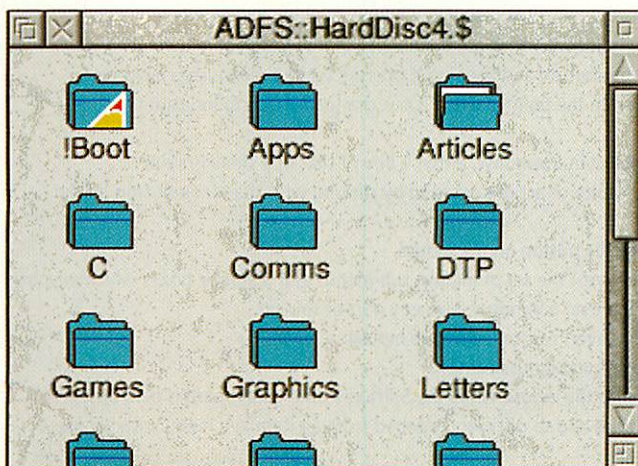 ADFS::HardDisc4.$
!Boot Apps Articles
C Comms DTP
Games Graphics Letters